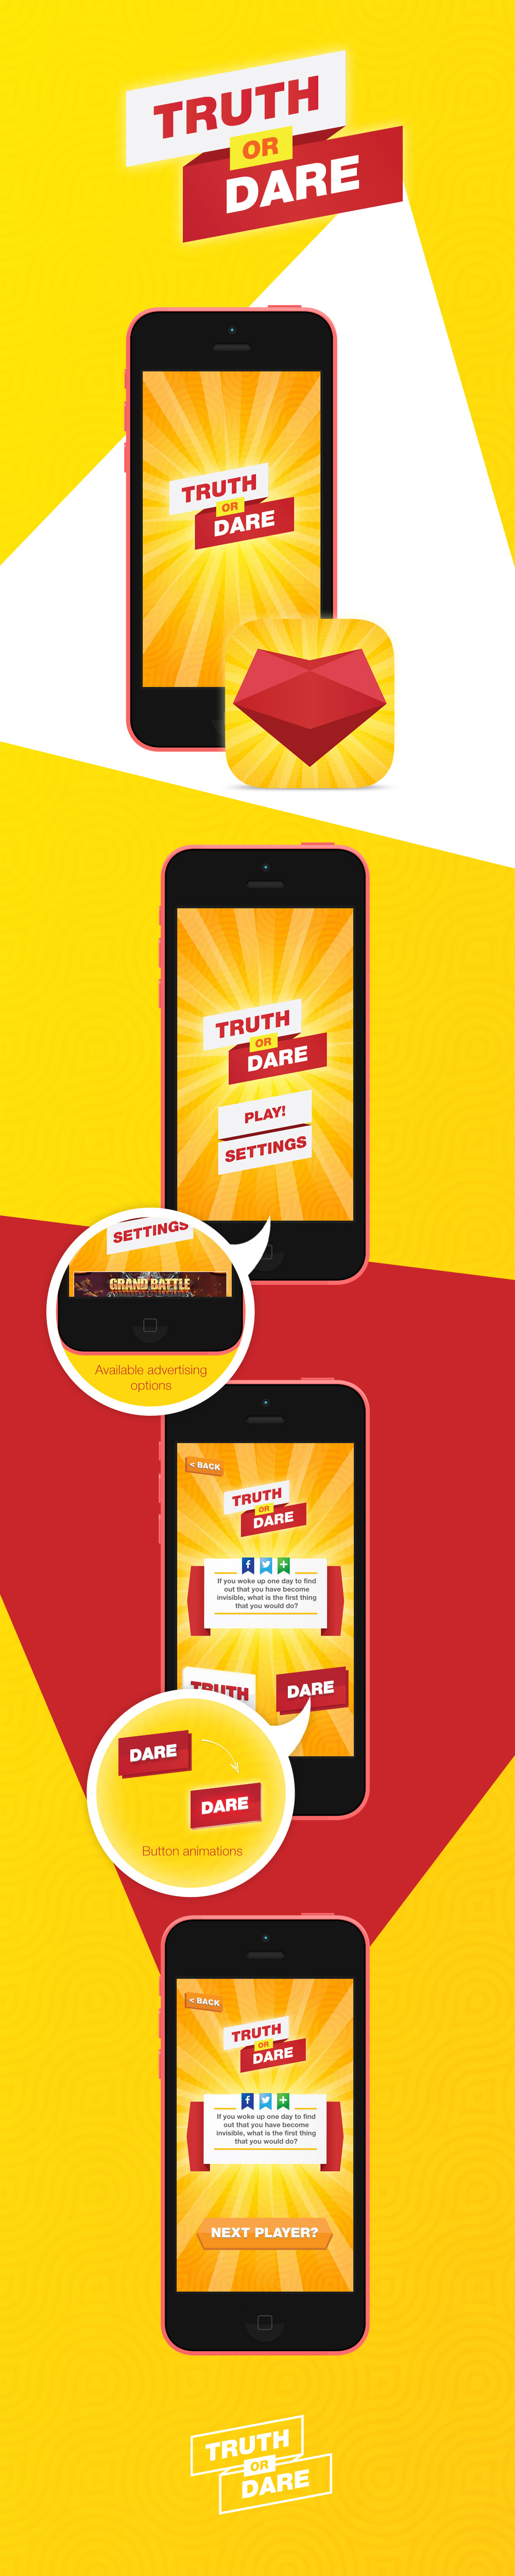 TRUTH
OR
DARE
TRUTH
OR
DARE
TRUTH
OR
DARE
PLAY!
SETTINGS
SETTINGS
GRAND BATTLE
Available advertising
options
< BACK
TRUTH
OR
DARE
f
+
If you woke up one day to find
out that you have become
invisible, what is the first thing
that you would do?
TRUTH
DARE
DARE
DARE
Button animations
< BACK
TRUTH
OR
DARE
f
+
If you woke up one day to find
out that you have become
invisible, what is the first thing
that you would do?
NEXT PLAYER?
TRUTH
OR
DARE